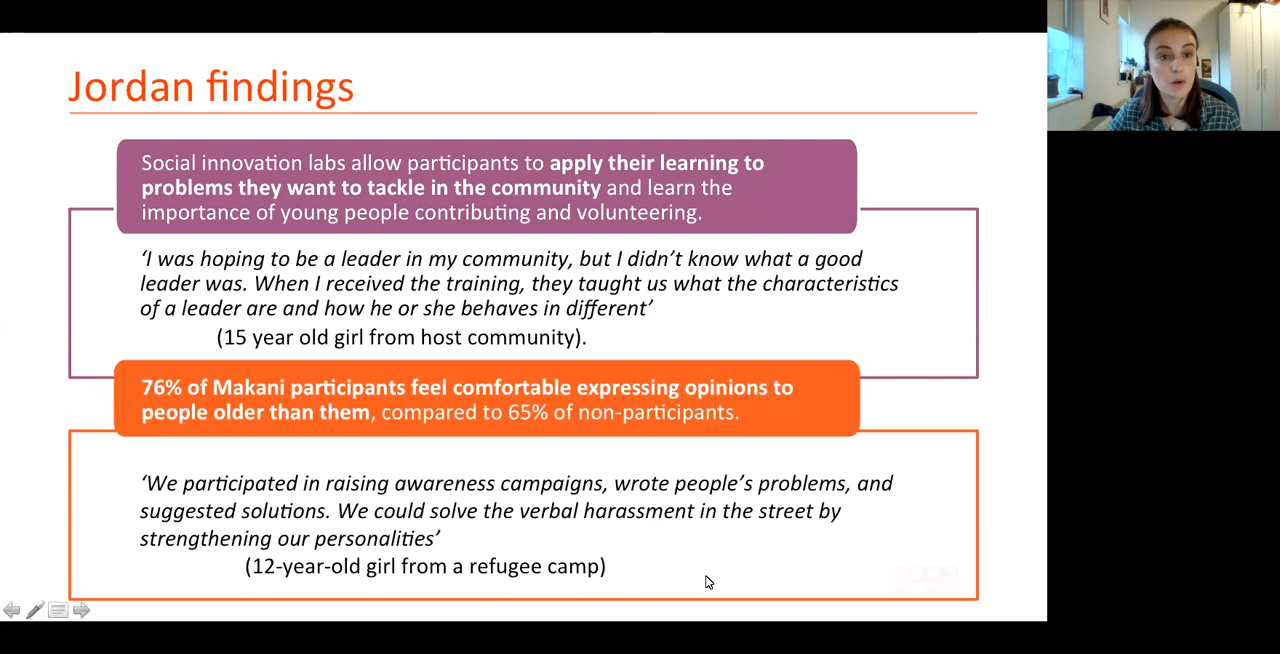 Jordan findings
Social innovation labs allow participants to apply their learning to
problems they want to tackle in the community and learn the
importance of young people contributing and volunteering.
‘I was hoping to be a leader in my community, but I didn’t know what a good
leader was. When I received the training, they taught us what the characteristics
of a leader are and how he or she behaves in different’
(15 year old girl from host community).
76% of Makani participants feel comfortable expressing opinions to
people older than them, compared to 65% of non-participants.
‘We participated in raising awareness campaigns, wrote people’s problems, and
suggested solutions. We could solve the verbal harassment in the street by
strengthening our personalities’
(12-year-old girl from a refugee camp)